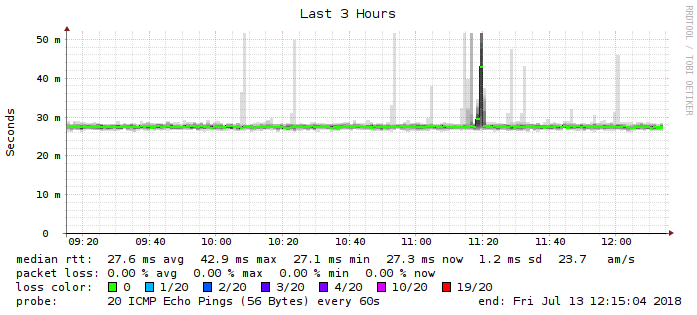 Last 3 Hours
RRDTOOL / TOBI OETIKER
Seconds
50 m
40 m
30 m
20 m
10 m
0
09:20 09:40 10:00 10:20 10:40 11:00 11:20 11:40 12:00
median rtt: 27.6 ms avg 42.9 ms max 27.1 ms min 27.3 ms now 1.2 ms sd 23.7 am/s
packet loss: 0.00 % avg 0.00 % max 0.00 % min 0.00 % now
loss color: 0 1/20 2/20 3/20 4/20 10/20 19/20
probe: 20 ICMP Echo Pings (56 Bytes) every 60s end: Fri Jul 13 12:15:04 2018